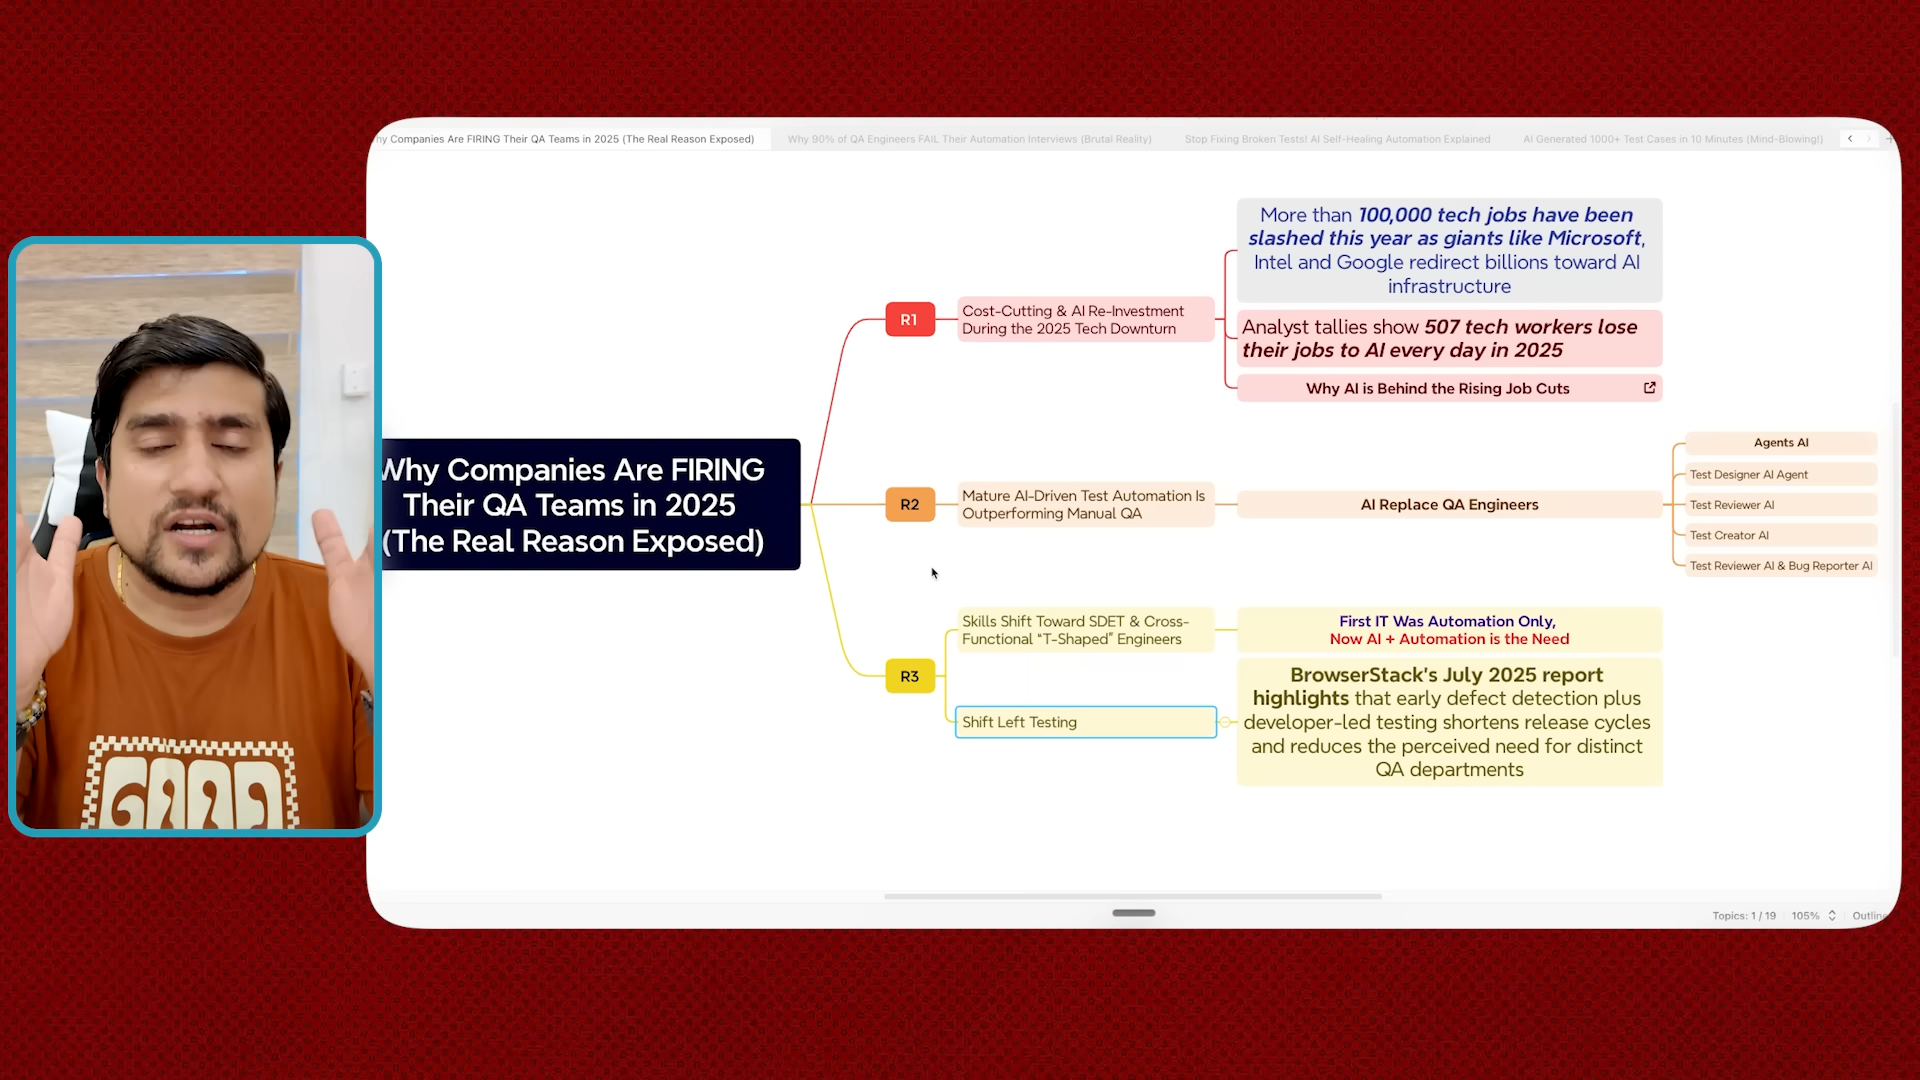 hy Companies Are FIRING Their QA Teams in 2025 (The Real Reason Exposed)
Why 90% of QA Engineers FAIL Their Automation Interviews (Brutal Reality)
Stop Fixing Broken Tests! AI Self-Healing Automation Explained
AI Generated 1000+ Test Cases in 10 Minutes (Mind-Blowing!)
Why Companies Are FIRING
Their QA Teams in 2025
(The Real Reason Exposed)
R1
Cost-Cutting & AI Re-Investment
During the 2025 Tech Downturn
More than 100,000 tech jobs have been
slashed this year as giants like Microsoft,
Intel and Google redirect billions toward AI
infrastructure
Analyst tallies show 507 tech workers lose
their jobs to AI every day in 2025
Why AI is Behind the Rising Job Cuts
R2
Mature AI-Driven Test Automation Is
Outperforming Manual QA
AI Replace QA Engineers
Agents AI
Test Designer AI Agent
Test Reviewer AI
Test Creator AI
Test Reviewer AI & Bug Reporter AI
R3
Skills Shift Toward SDET & Cross-
Functional “T-Shaped” Engineers
First IT Was Automation Only,
Now AI + Automation is the Need
Shift Left Testing
BrowserStack's July 2025 report
highlights that early defect detection plus
developer-led testing shortens release cycles
and reduces the perceived need for distinct
QA departments
GOOD
Topics: 1 / 19
105%
Outlin